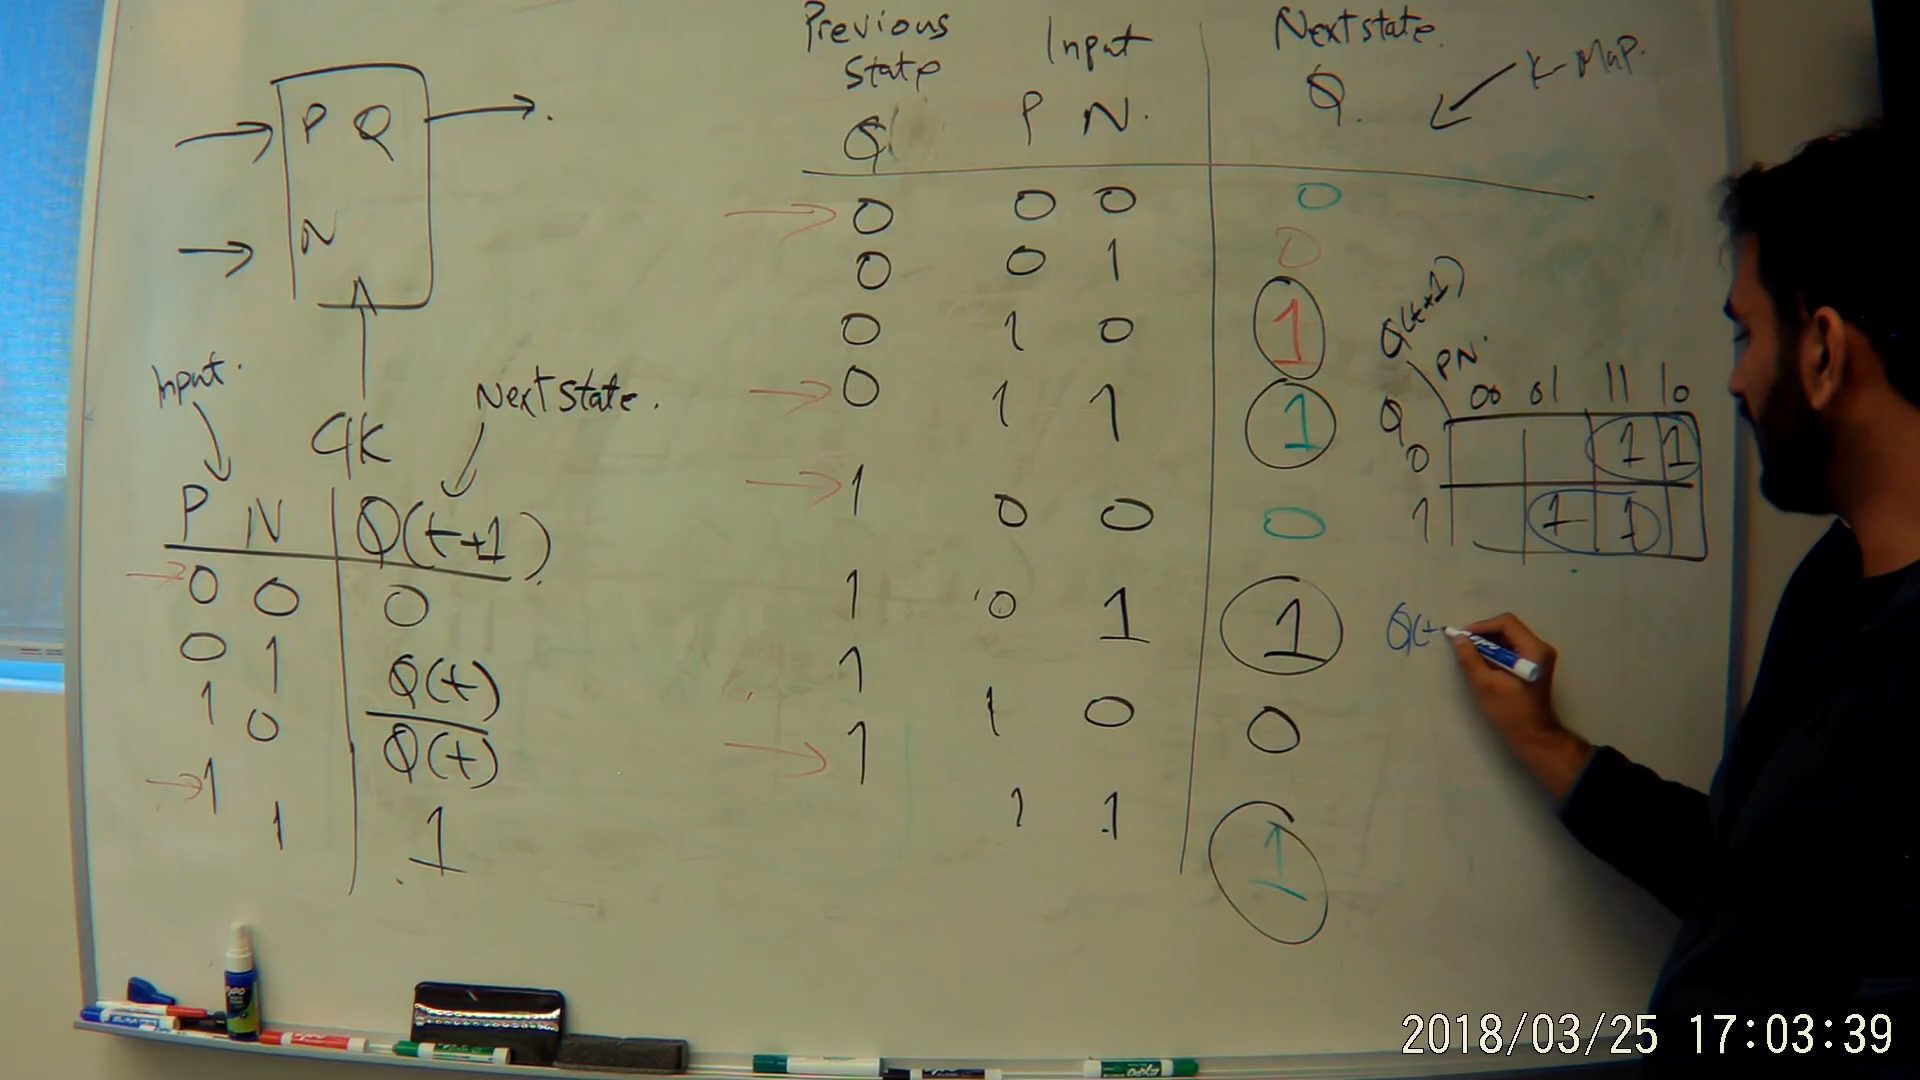 P Q
N
Clk
Input.
Next state.
P N Q(t+1)
0 0 0
0 1 Q(t)
1 0 Q(t)
1 1 1
Previous
State
Q
Input
P N.
Next state.
Q.
K-Map.
0 0 0 0
0 0 1 0
0 1 0 1
0 1 1 1
1 0 0 0
1 0 1 1
1 1 0 0
1 1 1 1
Q(t+1)
PN.
00 01 11 10
Q
0 1 1
1 1 1
Q(t
EXPO
2018/03/25 17:03:39